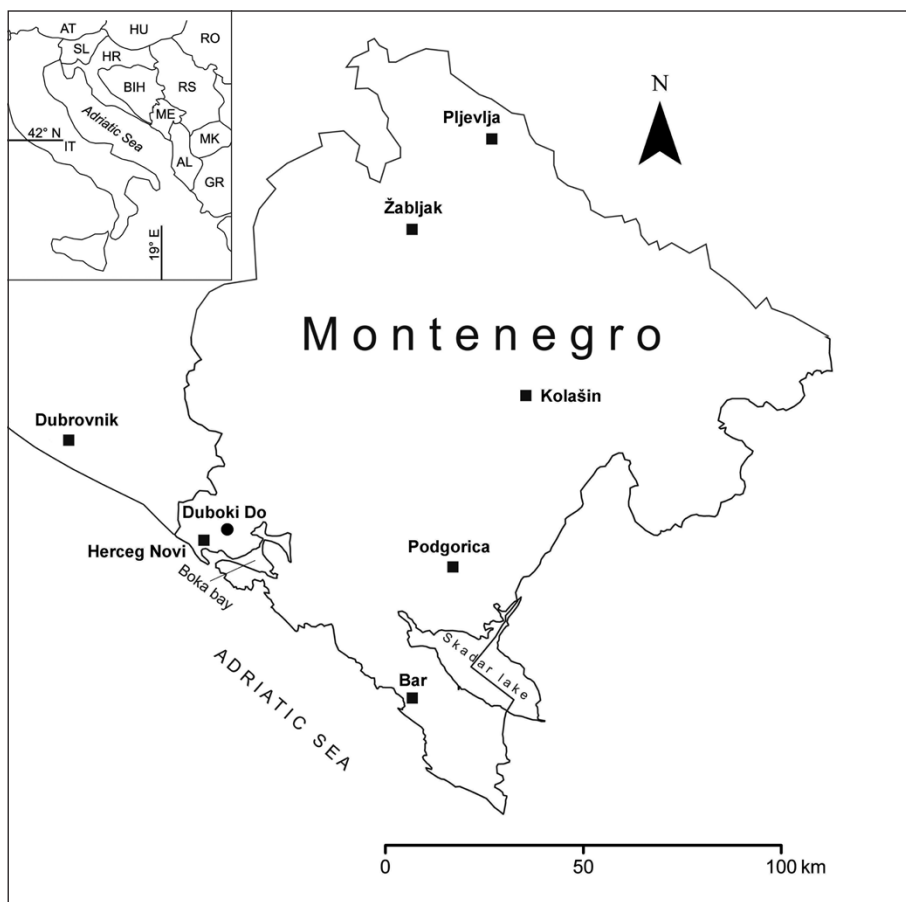 AT
HU
RO
SL
HR
BIH
RS
ME
Adriatic Sea
42° N
IT
MK
AL
GR
19° E
N
Pljevlja
Žabljak
Montenegro
Kolašin
Dubrovnik
Duboki Do
Herceg Novi
Boka bay
Podgorica
Skadar lake
Bar
ADRIATIC SEA
0
50
100 km